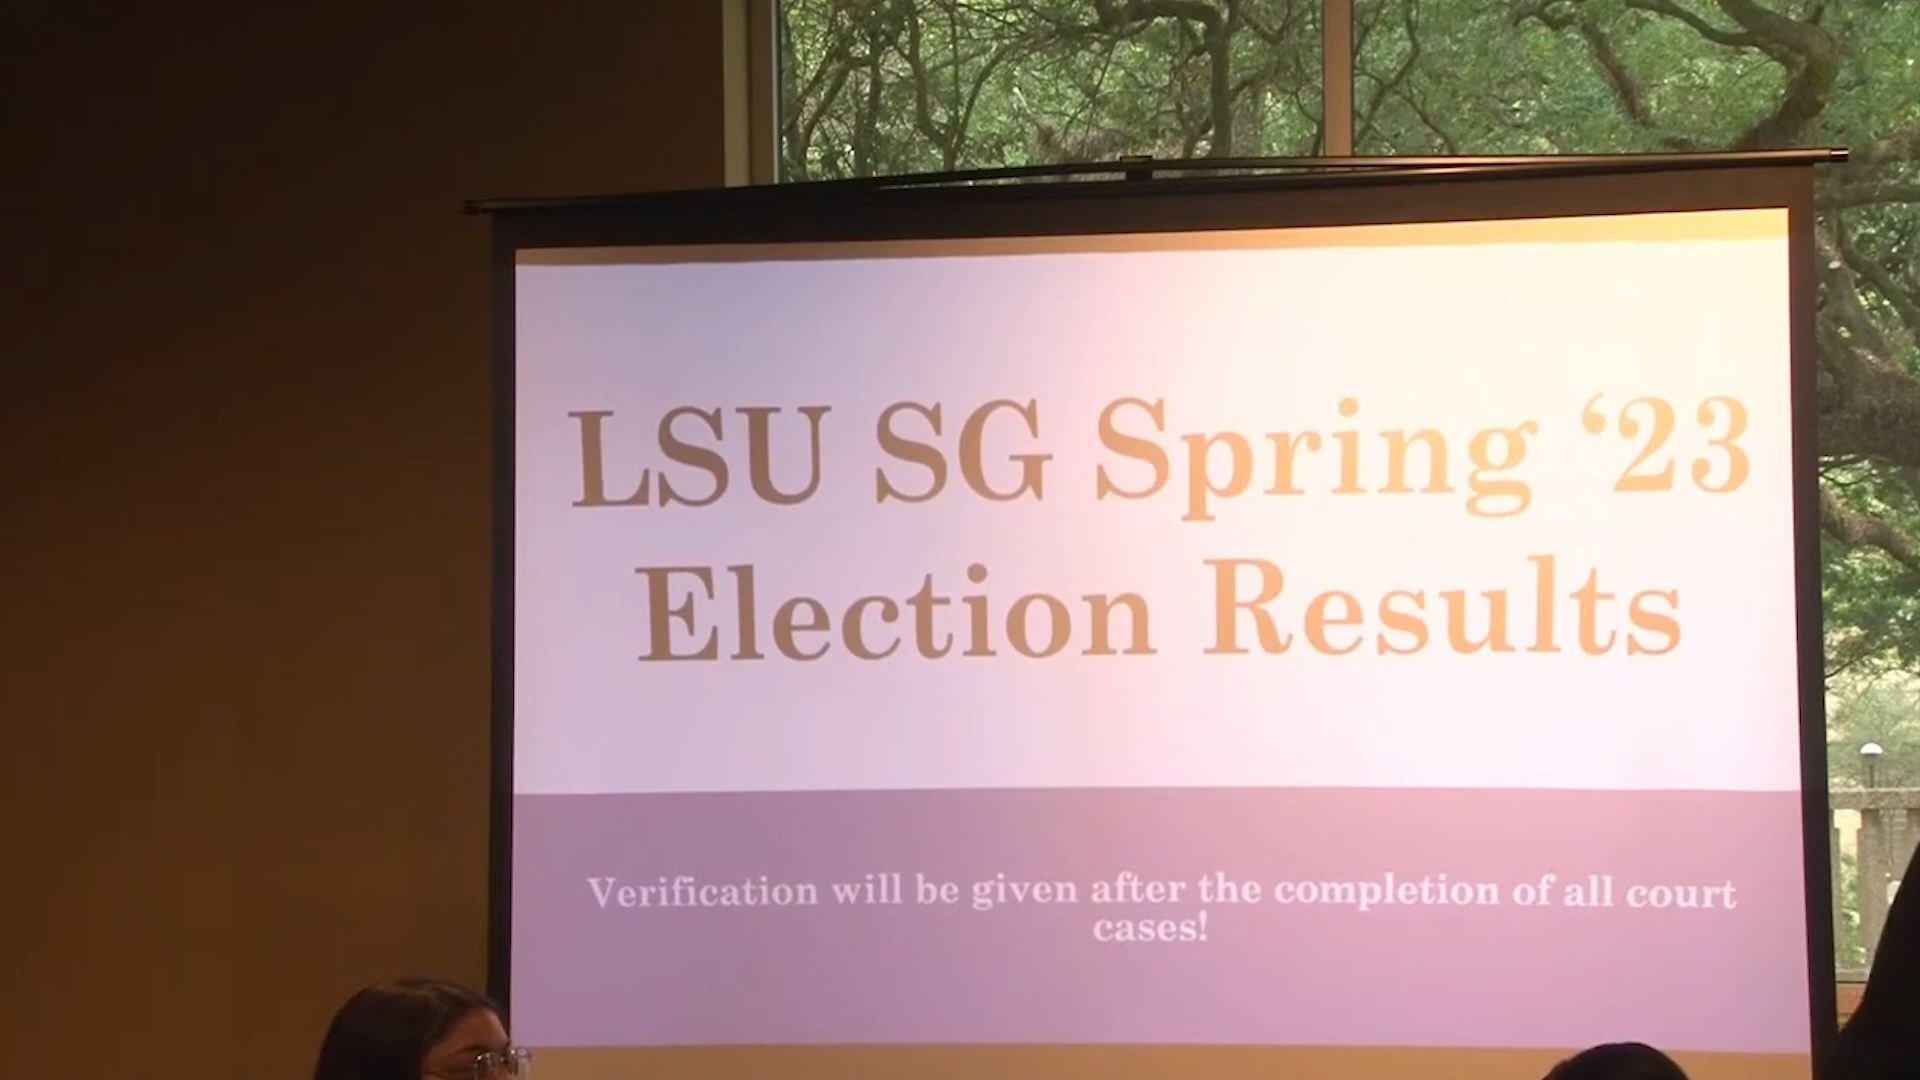 LSU SG Spring ‘23
Election Results
Verification will be given after the completion of all court
cases!